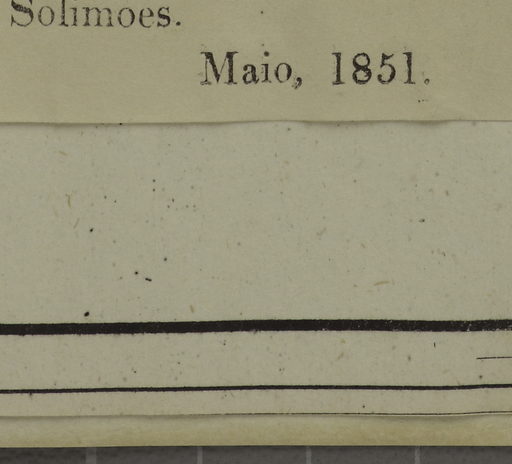 Solimoes.
Maio, 1851.